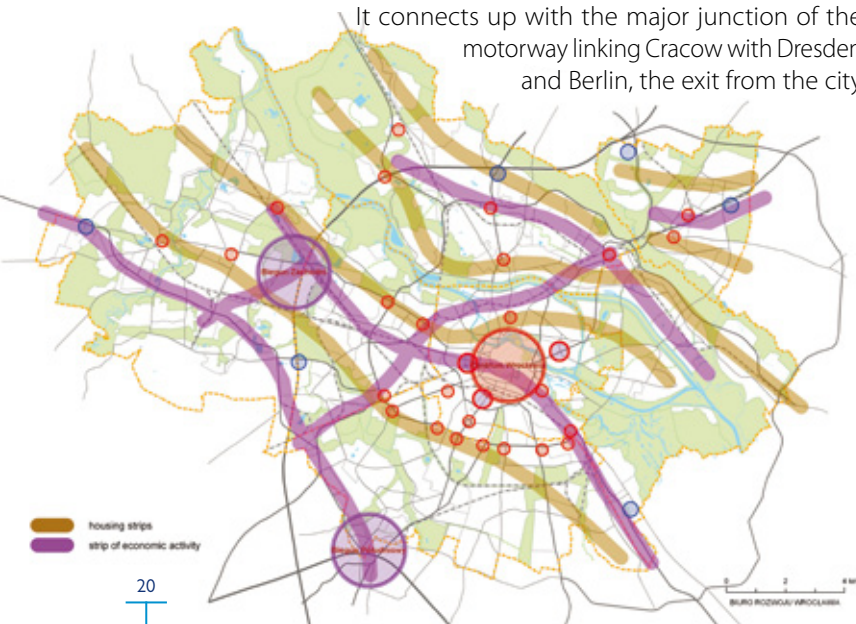 It connects up with the major junction of the
motorway linking Cracow with Dresden
and Berlin, the exit from the city
housing strips
strip of economic activity
20
0 2 4
BIURO ROZWOJU WROCŁAWIA